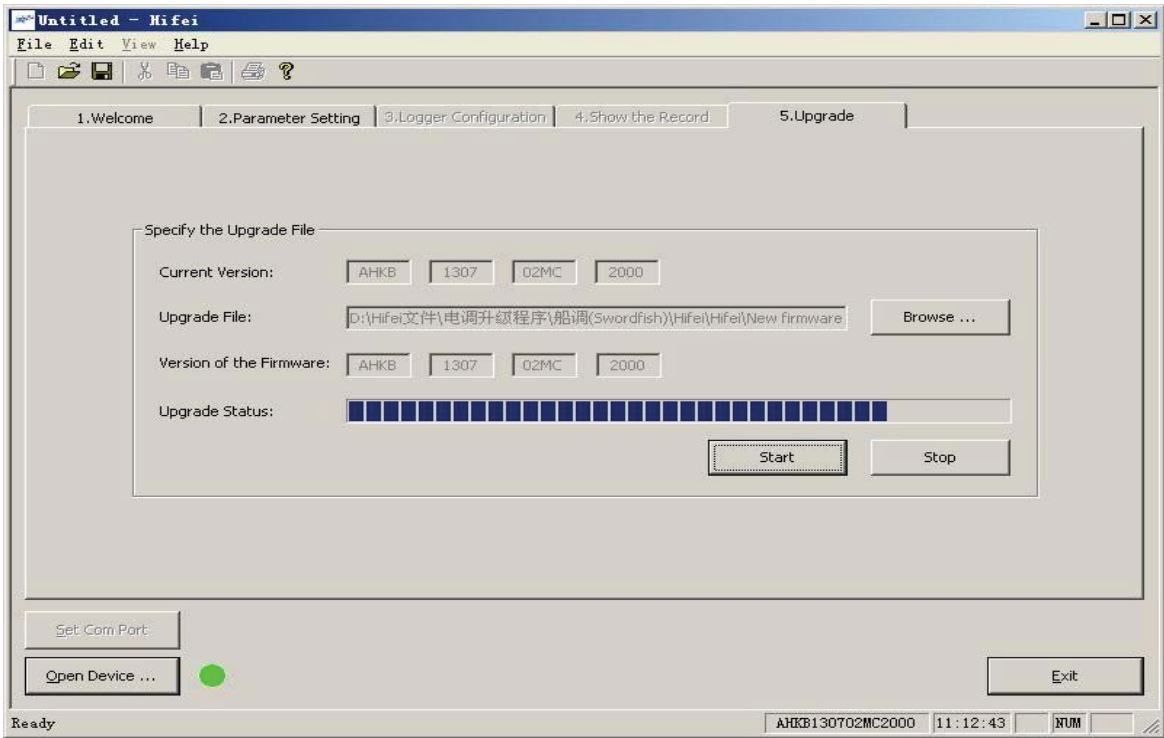 Untitled - Hifei
File Edit View Help
1.Welcome 2.Parameter Setting 3.Logger Configuration 4.Show the Record 5.Upgrade
Specify the Upgrade File
Current Version: AHKB 1307 02MC 2000
Upgrade File: D:\Hifei文件\电调升级程序\船调(Swordfish)\Hifei\Hifei\New firmware Browse ...
Version of the Firmware: AHKB 1307 02MC 2000
Upgrade Status:
Start Stop
Set Com Port
Open Device ... Exit
Ready AHKB130702MC2000 11:12:43 NUM